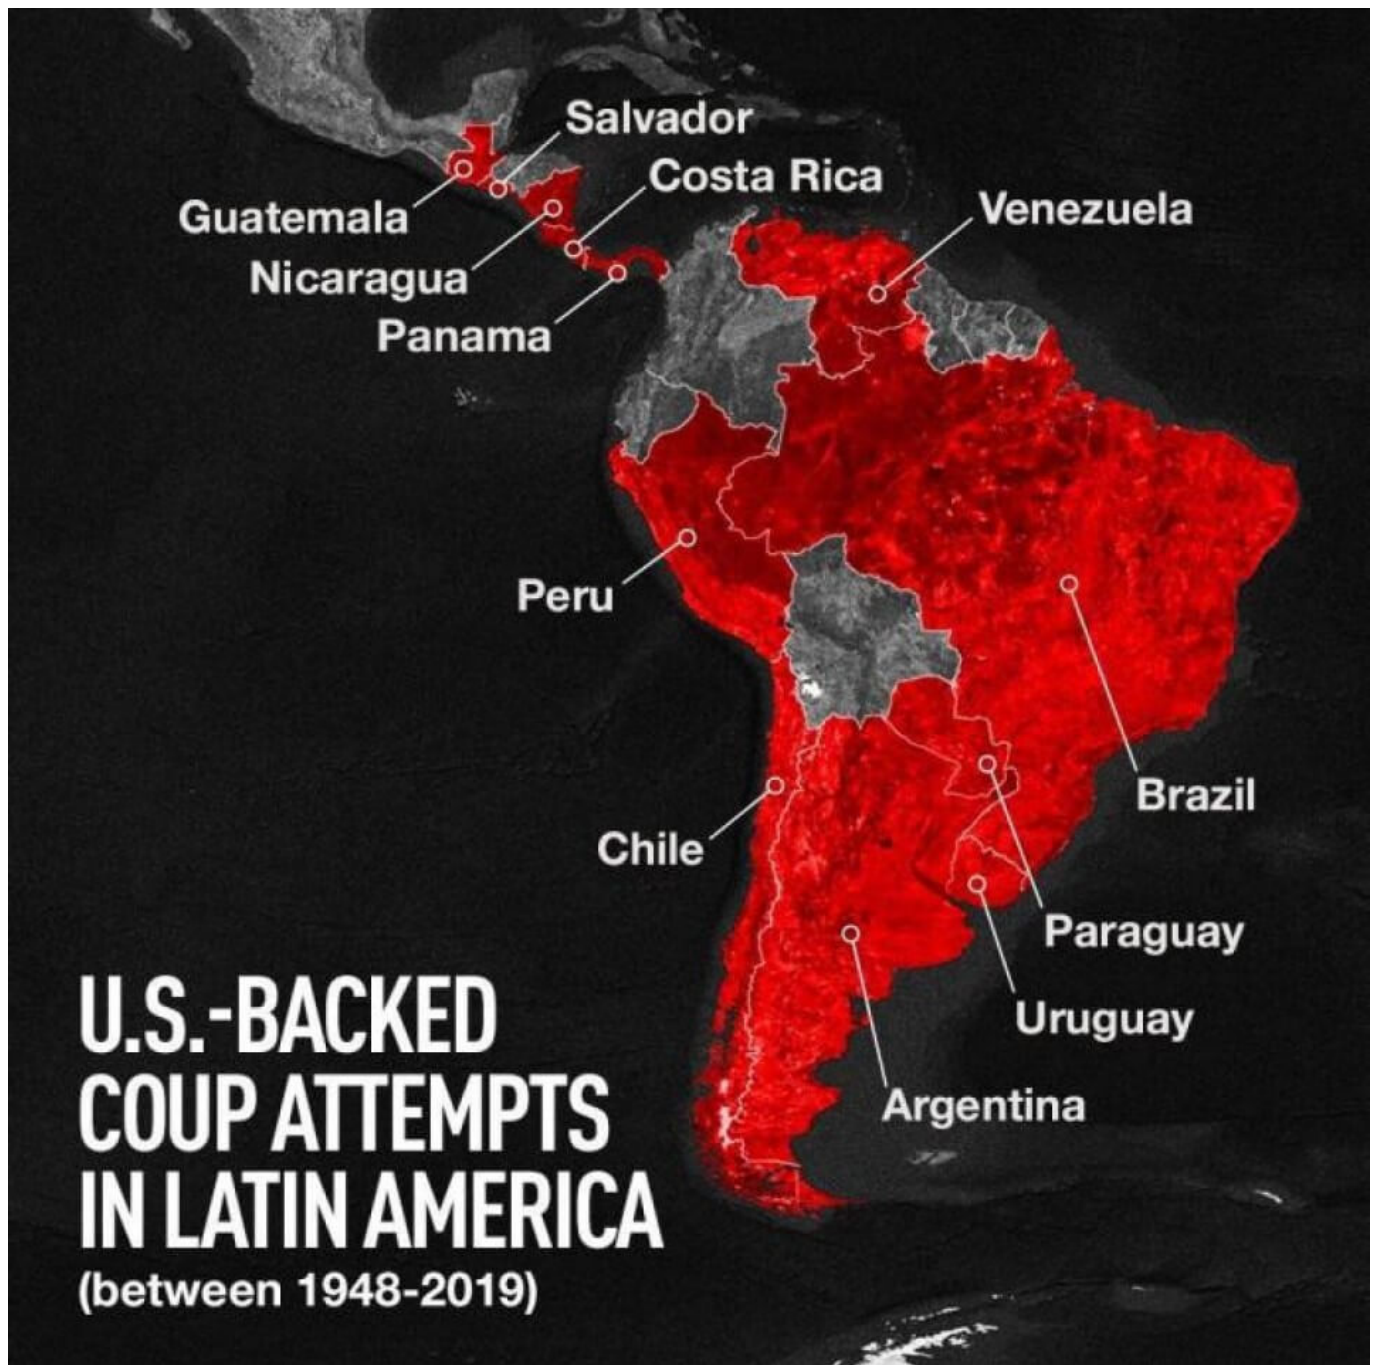 Salvador
Costa Rica
Venezuela
Guatemala
Nicaragua
Panama
Peru
Brazil
Chile
Paraguay
Uruguay
Argentina
U.S.-BACKED
COUP ATTEMPTS
IN LATIN AMERICA
(between 1948-2019)